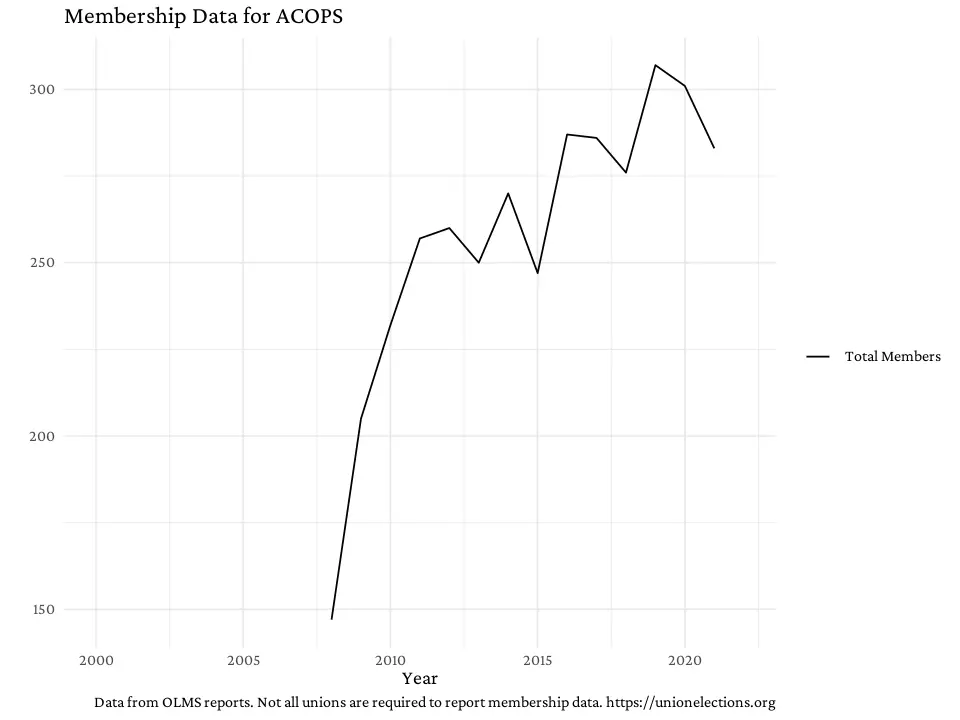 Membership Data for ACOPS
300
250
200
150
Total Members
2000 2005 2010 2015 2020
Year
Data from OLMS reports. Not all unions are required to report membership data. https://unionelections.org